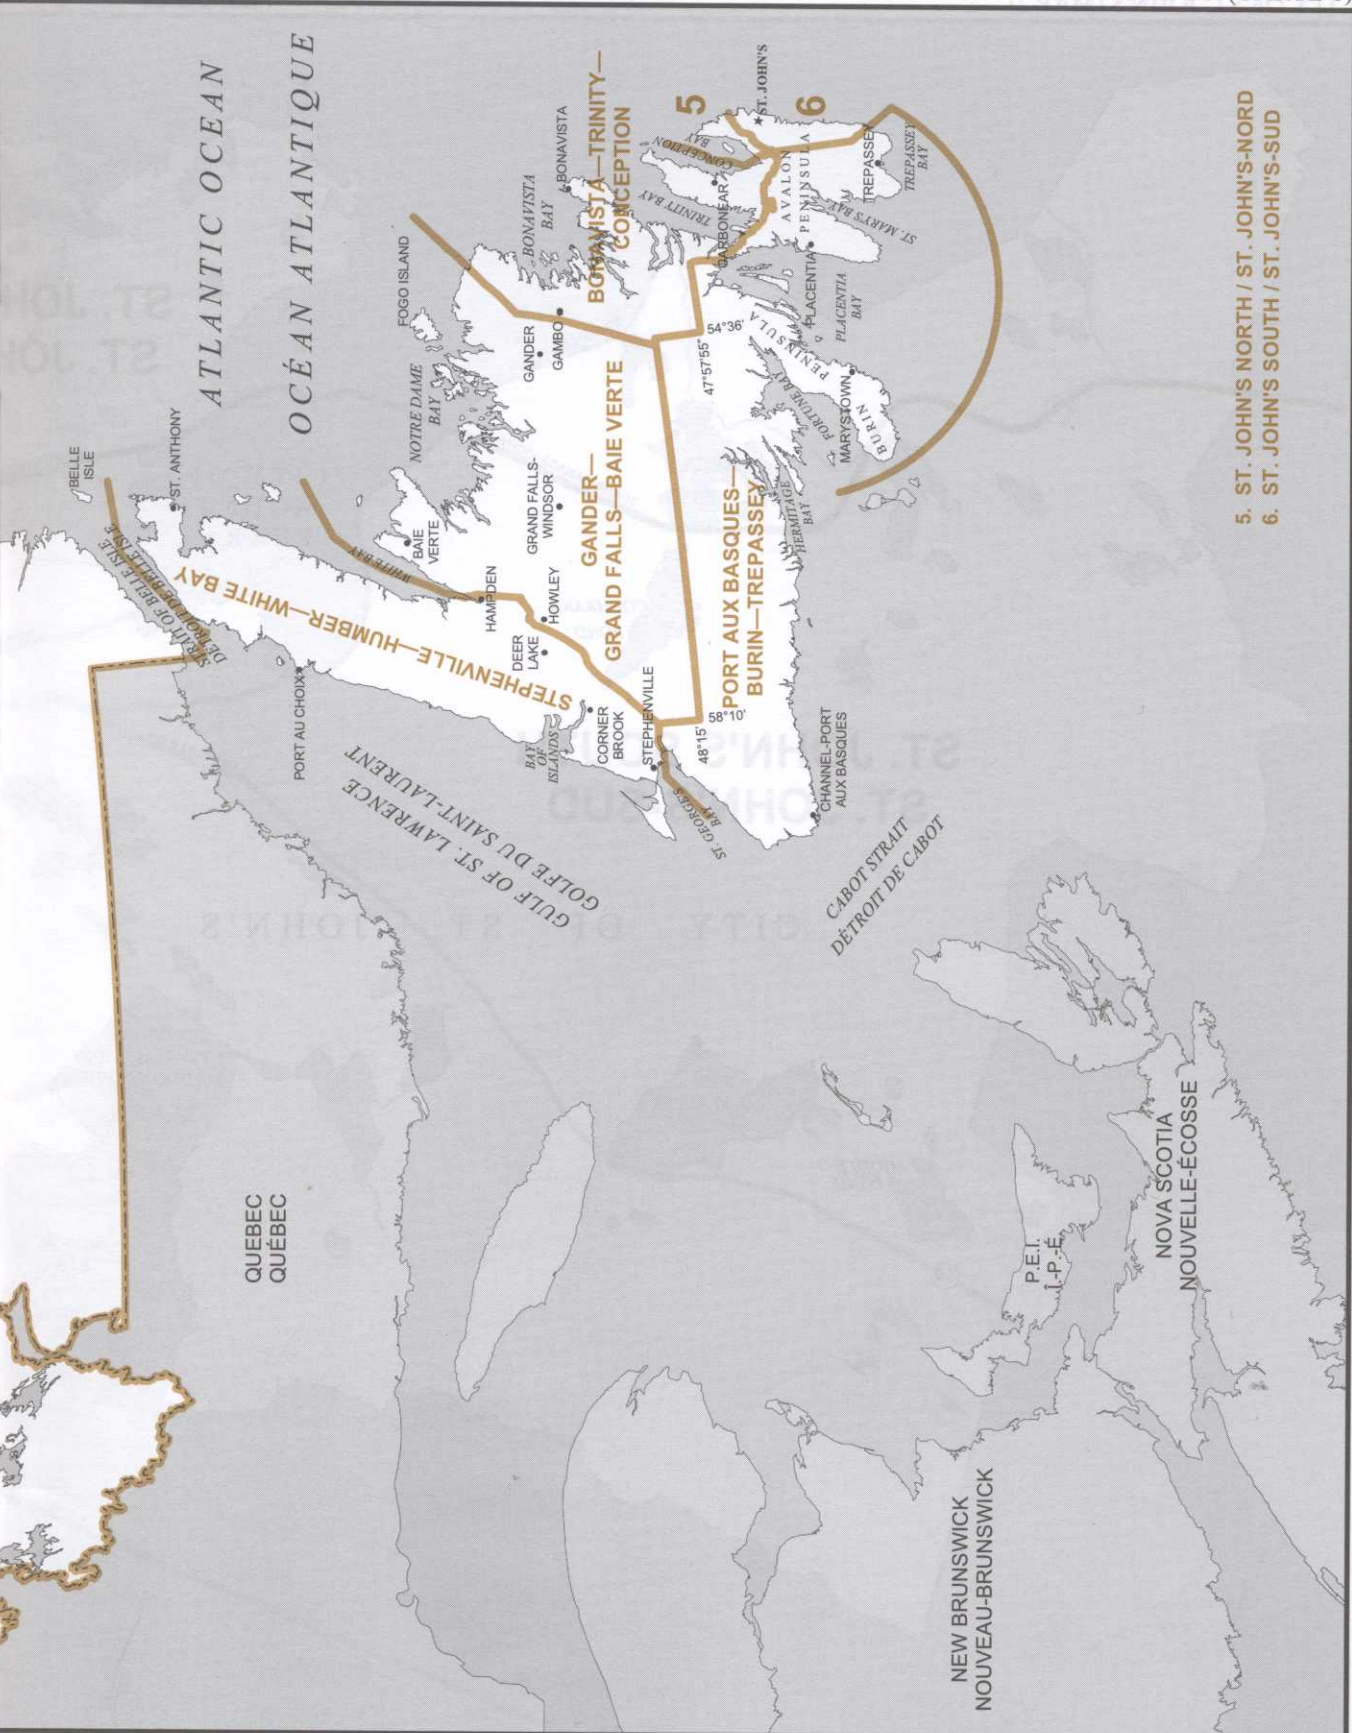 ATLANTIC OCEAN
OCÉAN ATLANTIQUE
BELLE
ISLE
ST. ANTHONY
STRAIT OF BELLE ISLE
DÉTROIT DE BELLE ISLE
STEPHENVILLE—HUMBER—WHITE BAY
WHITE BAY
PORT AU CHOIX
GULF OF ST. LAWRENCE
GOLFE DU SAINT-LAURENT
FOGO ISLAND
NOTRE DAME
BAY
BAIE
VERTE
HAMPDEN
GANDER
GAMBO
GRAND FALLS-
WINDSOR
HOWLEY
DEER
LAKE
BAY
OF
ISLANDS
CORNER
BROOK
STEPHENVILLE
ST. GEORGE'S
BAY
BONAVISTA
BAY
BONAVISTA
BONAVISTA—TRINITY—
CONCEPTION
GANDER—
GRAND FALLS—BAIE VERTE
PORT AUX BASQUES—
BURIN—TREPASSEY
54°36'
47°57'55"
58°10'
48°15'
TRINITY BAY
CONCEPTION
BAY
CARBONEAR
5
ST. JOHN'S
6
AVALON
PENINSULA
PLACENTIA
PLACENTIA
BAY
ST. MARY'S BAY
TREPASSEY
TREPASSEY
BAY
BURIN
PENINSULA
MARYSTOWN
FORTUNE BAY
HERMITAGE
BAY
CHANNEL-PORT
AUX BASQUES
CABOT STRAIT
DÉTROIT DE CABOT
QUEBEC
QUÉBEC
P.E.I.
Î.-P.-É.
NOVA SCOTIA
NOUVELLE-ÉCOSSE
NEW BRUNSWICK
NOUVEAU-BRUNSWICK
5. ST. JOHN'S NORTH / ST. JOHN'S-NORD
6. ST. JOHN'S SOUTH / ST. JOHN'S-SUD